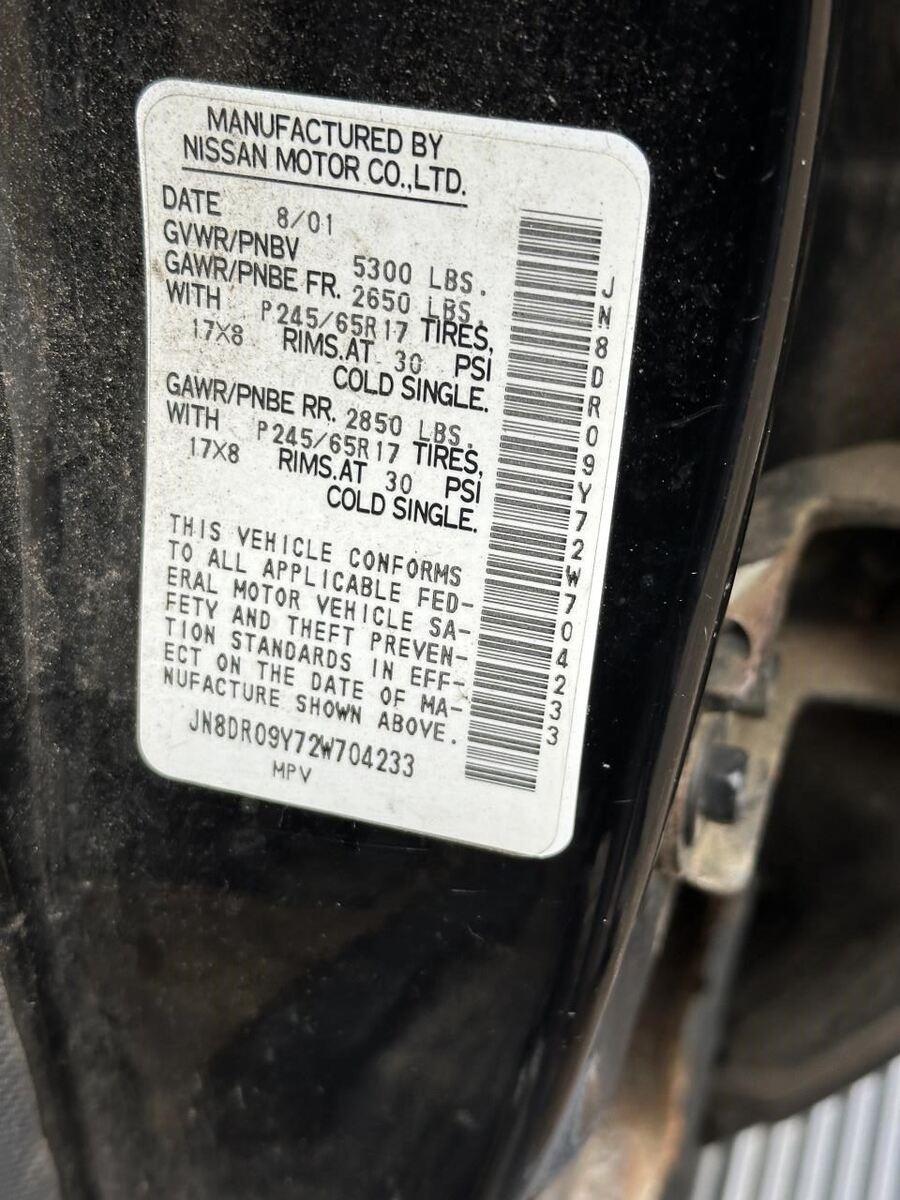 MANUFACTURED BY
NISSAN MOTOR CO.,LTD.
DATE 8/01
GVWR/PNBV 5300 LBS.
GAWR/PNBE FR. 2650 LBS.
WITH P245/65R17 TIRES,
17X8 RIMS.AT 30 PSI
COLD SINGLE.
GAWR/PNBE RR. 2850 LBS.
WITH P245/65R17 TIRES,
17X8 RIMS.AT 30 PSI
COLD SINGLE.
THIS VEHICLE CONFORMS
TO ALL APPLICABLE FED-
ERAL MOTOR VEHICLE SA-
FETY AND THEFT PREVEN-
TION STANDARDS IN EFF-
ECT ON THE DATE OF MA-
NUFACTURE SHOWN ABOVE.
JN8DR09Y72W704233
MPV
JN8DR09Y72W704233